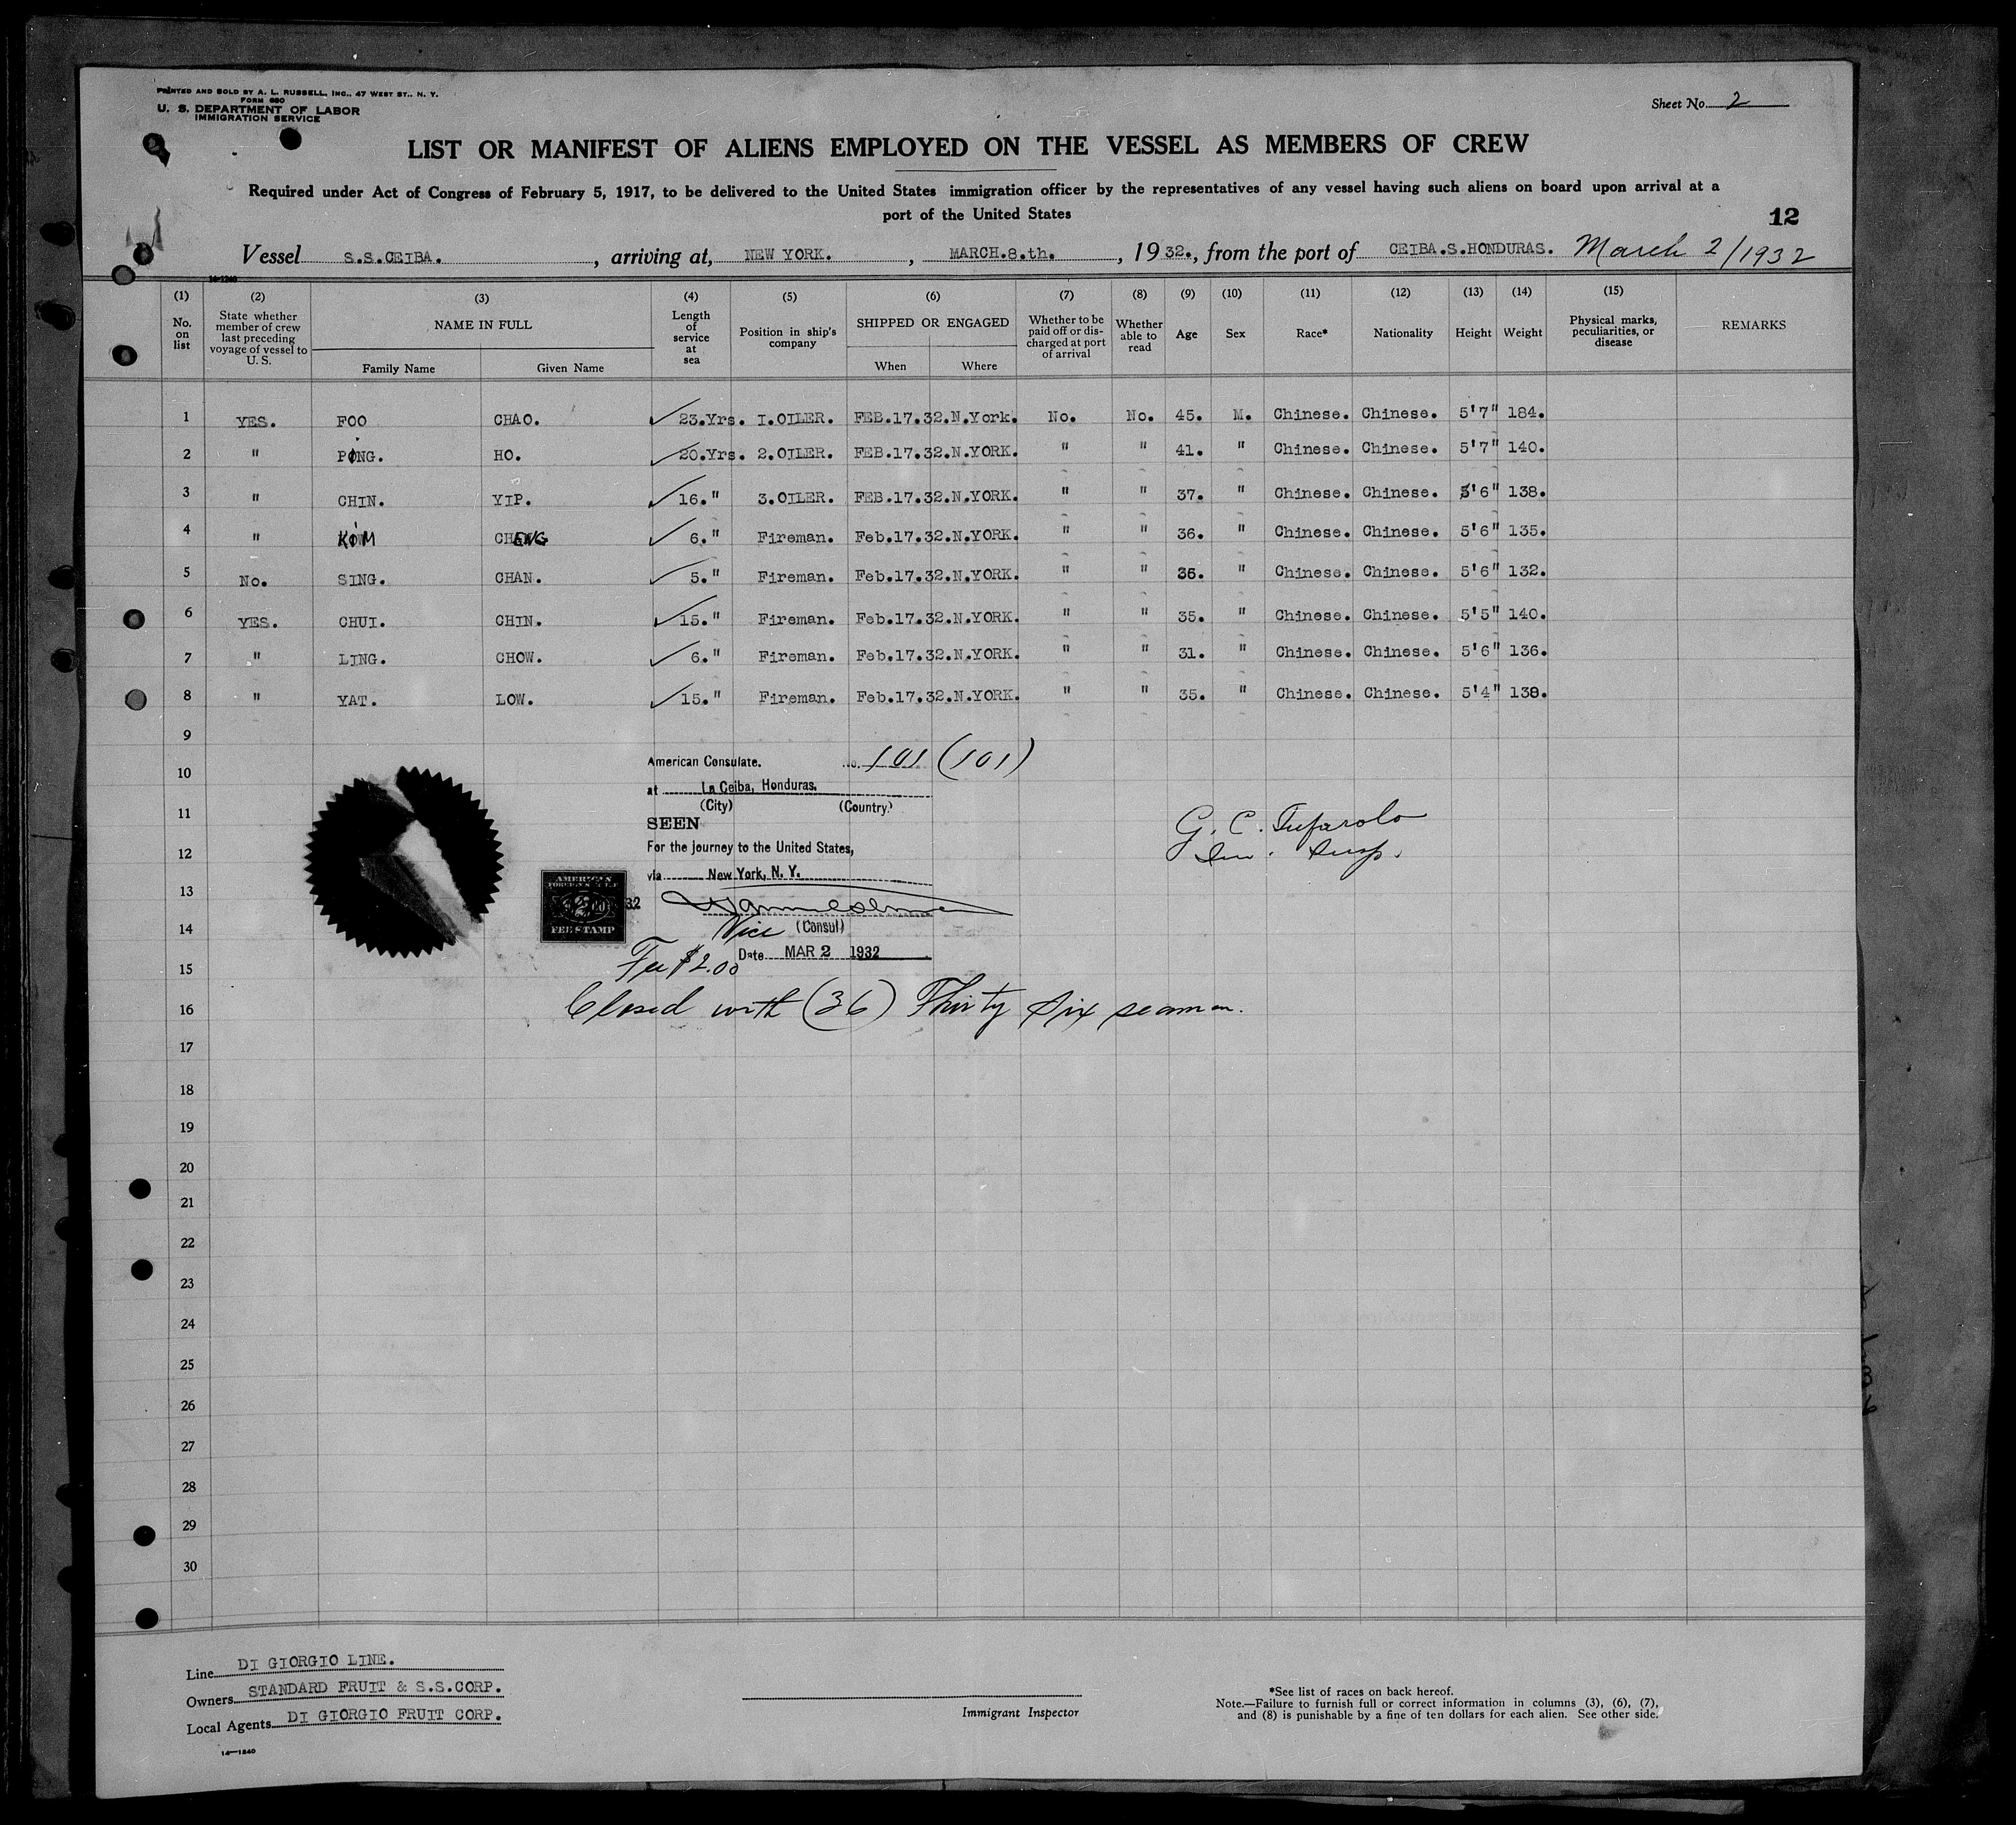 PRINTED AND SOLD BY A. L. RUSSELL, INC., 47 WEST ST., N. Y.
FORM 680
U. S. DEPARTMENT OF LABOR
IMMIGRATION SERVICE
Sheet No. 2
LIST OR MANIFEST OF ALIENS EMPLOYED ON THE VESSEL AS MEMBERS OF CREW
Required under Act of Congress of February 5, 1917, to be delivered to the United States immigration officer by the representatives of any vessel having such aliens on board upon arrival at a
port of the United States
12
Vessel S.S.CEIBA. , arriving at, NEW YORK. , MARCH.8.th. , 1932., from the port of CEIBA.S.HONDURAS. March 2/1932
14-1240
(1) No. on list
(2) State whether member of crew last preceding voyage of vessel to U. S.
(3) NAME IN FULL Family Name Given Name
(4) Length of service at sea
(5) Position in ship's company
(6) SHIPPED OR ENGAGED When Where
(7) Whether to be paid off or discharged at port of arrival
(8) Whether able to read
(9) Age
(10) Sex
(11) Race*
(12) Nationality
(13) Height
(14) Weight
(15) Physical marks, peculiarities, or disease
REMARKS
1 YES. FOO CHAO. 23.Yrs. I.OILER. FEB.17.32.N.York. No. No. 45. M. Chinese. Chinese. 5'7" 184.
2 " PING. HO. 20.Yrs. 2.OILER. FEB.17.32.N.YORK. " " 41. " Chinese. Chinese. 5'7" 140.
3 " CHIN. YIP. 16." 3.OILER. FEB.17.32.N.YORK. " " 37. " Chinese. Chinese. 5'6" 138.
4 " KIM CHENG 6." Fireman. Feb.17.32.N.YORK. " " 36. " Chinese. Chinese. 5'6" 135.
5 No. SING. CHAN. 5." Fireman. Feb.17.32.N.YORK. " " 36. " Chinese. Chinese. 5'6" 132.
6 YES. CHUI. CHIN. 15." Fireman. Feb.17.32.N.YORK. " " 35. " Chinese. Chinese. 5'5" 140.
7 " LING. CHOW. 6." Fireman. Feb.17.32.N.YORK. " " 31. " Chinese. Chinese. 5'6" 136.
8 " YAT. LOW. 15." Fireman. Feb.17.32.N.YORK. " " 35. " Chinese. Chinese. 5'4" 138.
9
10
11
12
13
14
15
16
17
18
19
20
21
22
23
24
25
26
27
28
29
30
American Consulate. No. 101 (101)
at La Ceiba, Honduras.
(City) (Country)
SEEN
For the journey to the United States,
via New York, N. Y.
Vice (Consul)
Date MAR 2 1932
Fee $2.00
AMERICAN
FEE STAMP
32
G. C. Tufarolo
Imm. Insp.
Closed with (36) Thirty Six seamen.
Line DI GIORGIO LINE.
Owners STANDARD FRUIT & S.S.CORP.
Local Agents DI GIORGIO FRUIT CORP.
14—1240
Immigrant Inspector
*See list of races on back hereof.
Note.—Failure to furnish full or correct information in columns (3), (6), (7),
and (8) is punishable by a fine of ten dollars for each alien. See other side.